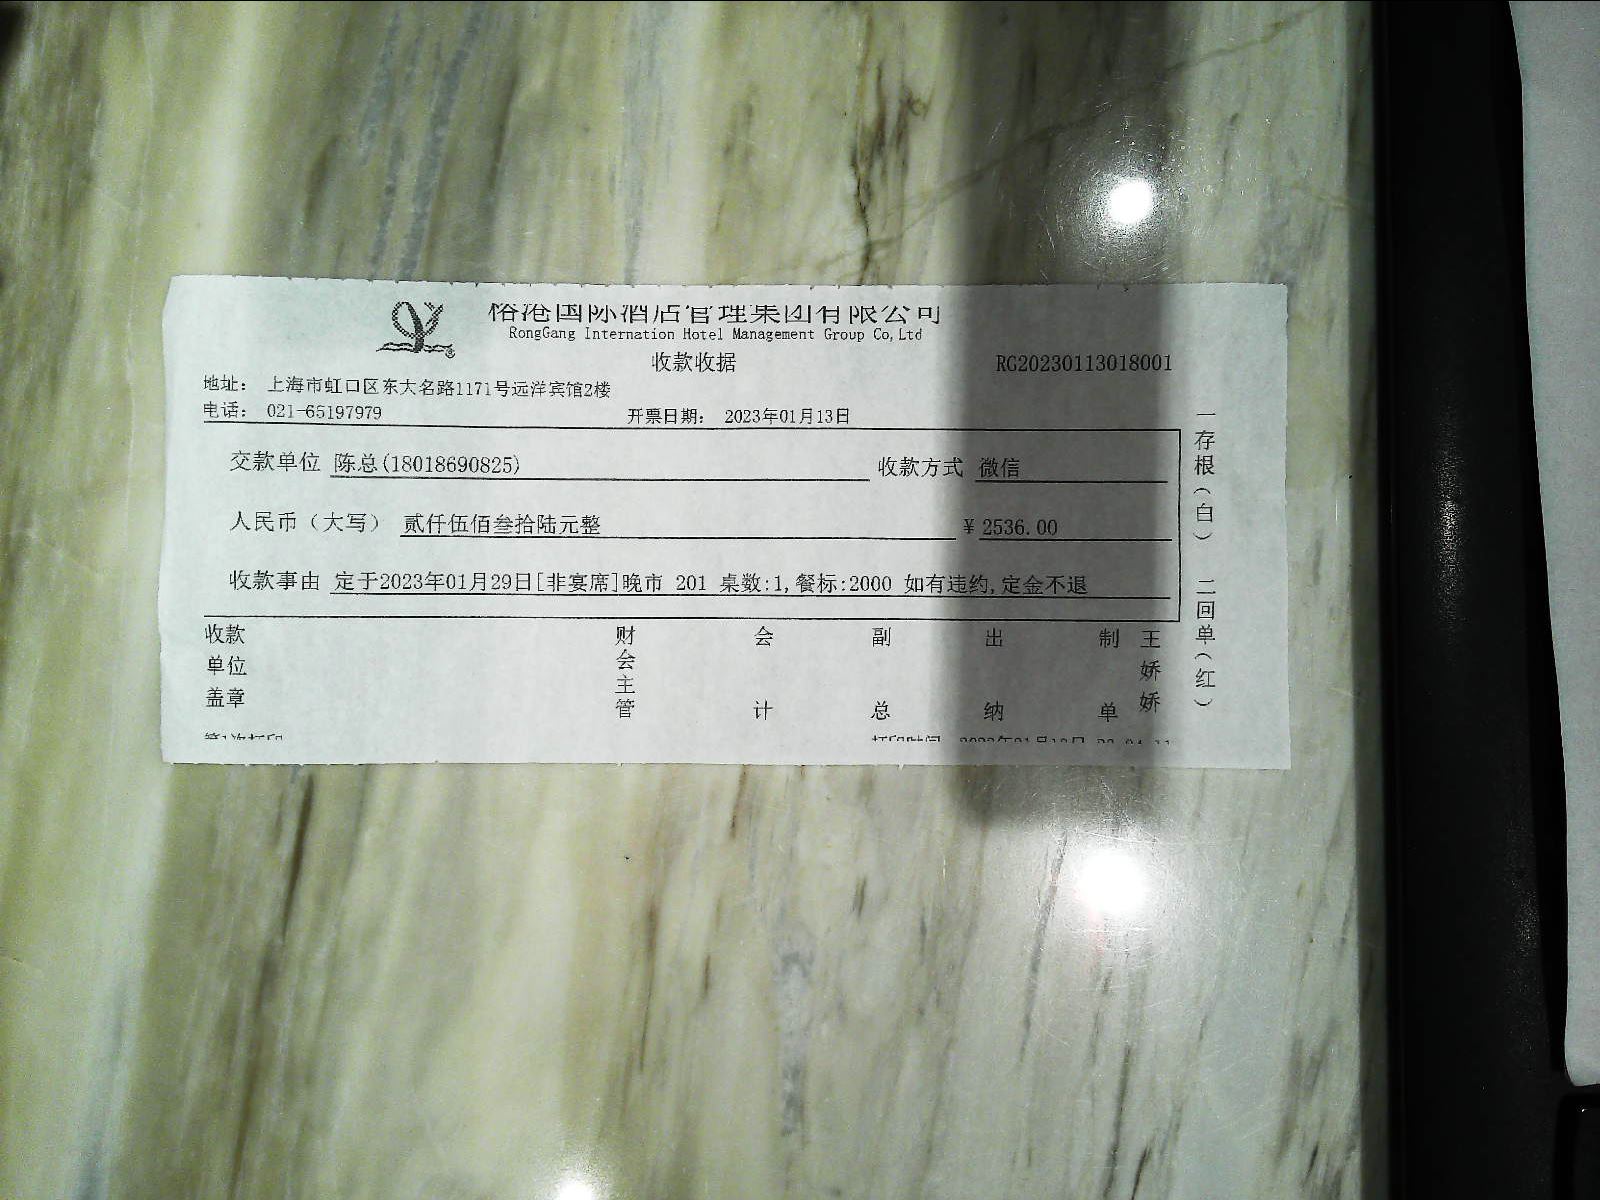 榕港国际酒店管理集团有限公司
RongGang Internation Hotel Management Group Co,Ltd
收款收据
RG20230113018001
地址： 上海市虹口区东大名路1171号远洋宾馆2楼
电话： 021-65197979
开票日期： 2023年01月13日
交款单位 陈总(18018690825) 收款方式 微信
人民币（大写） 贰仟伍佰叁拾陆元整 ¥ 2536.00
收款事由 定于2023年01月29日[非宴席]晚市 201 桌数:1,餐标:2000 如有违约,定金不退
收款单位盖章
财会主管
会计
副总
出纳
制单
王娇娇
一存根（白） 二回单（红）
第1次打印